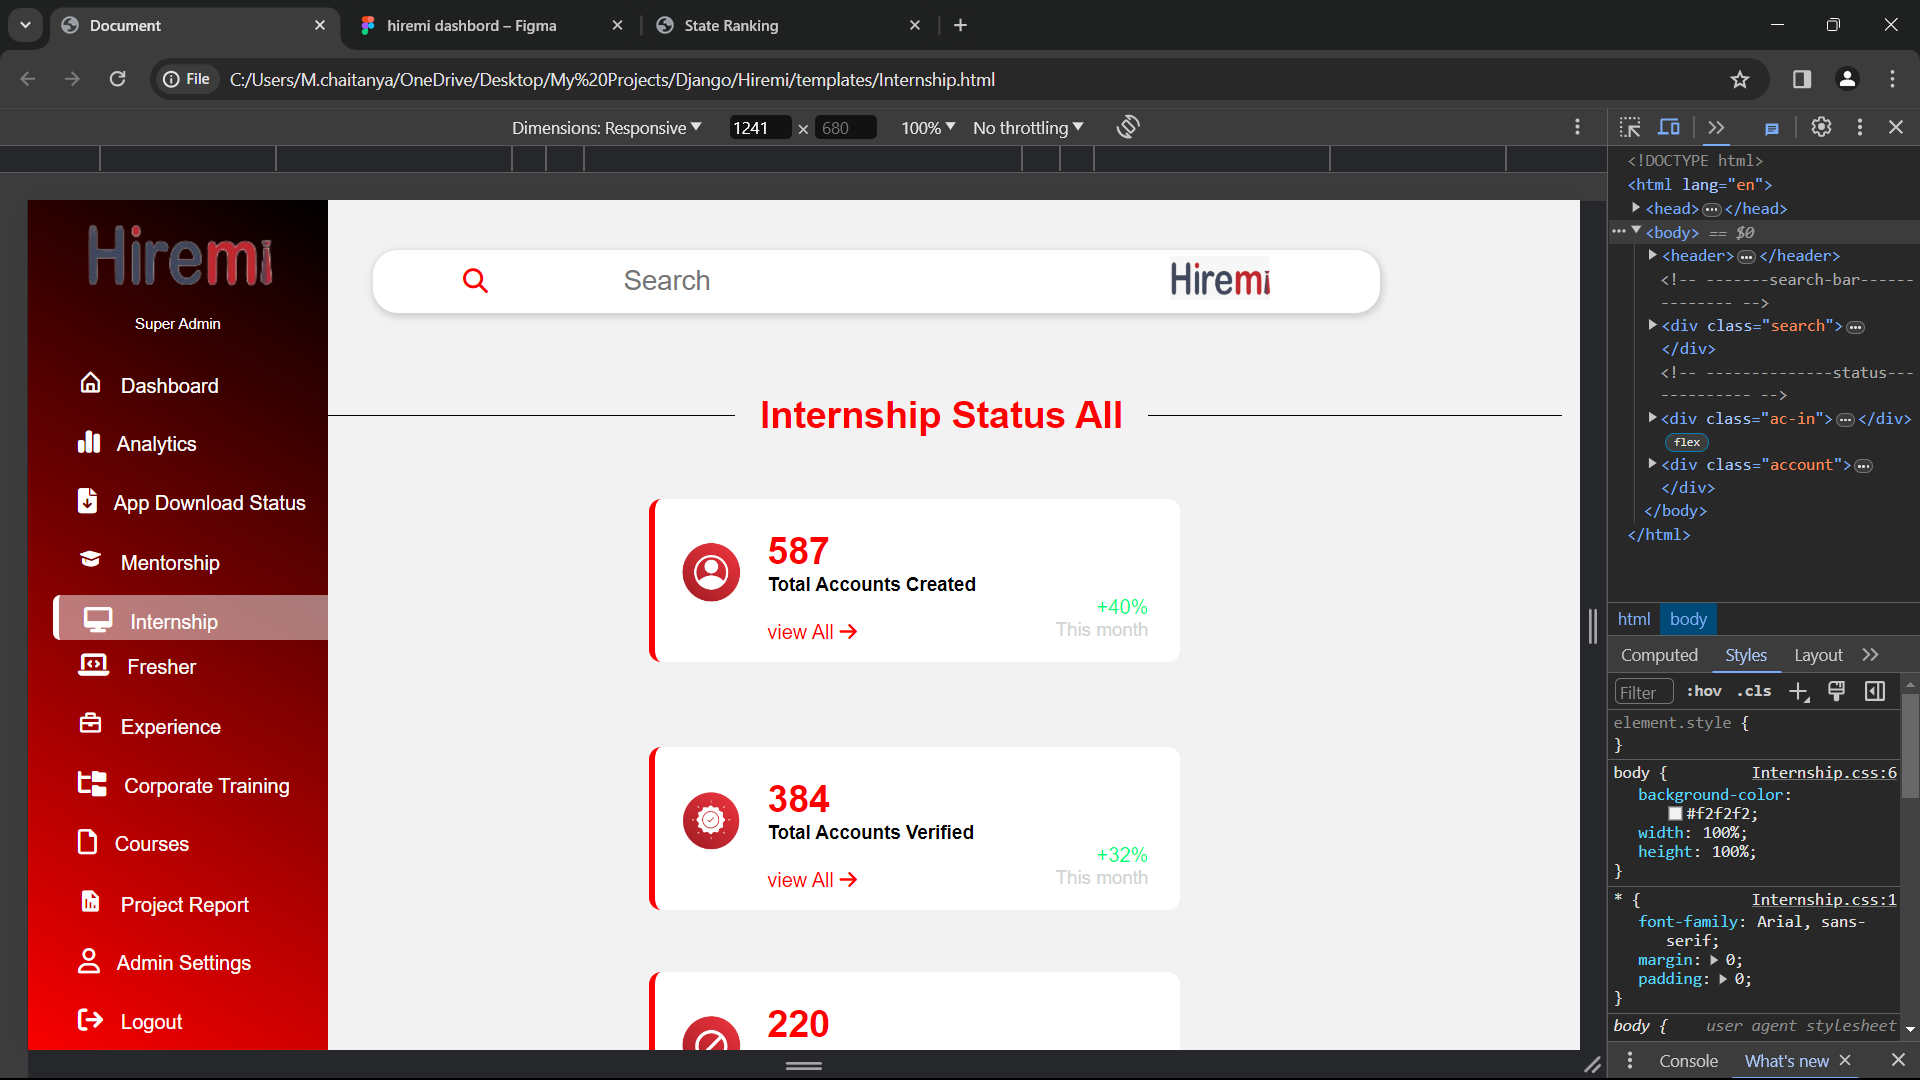 Document
hiremi dashbord – Figma
State Ranking
File
C:/Users/M.chaitanya/OneDrive/Desktop/My%20Projects/Django/Hiremi/templates/Internship.html
Dimensions: Responsive
1241
×
680
100%
No throttling
Hiremi
Super Admin
Dashboard
Analytics
App Download Status
Mentorship
Internship
Fresher
Experience
Corporate Training
Courses
Project Report
Admin Settings
Logout
Search
Hiremi
Internship Status All
587
Total Accounts Created
+40%
view All
This month
384
Total Accounts Verified
+32%
view All
This month
220
<!DOCTYPE html>
<html lang="en">
<head>…</head>
… <body> == $0
<header>…</header>
<!-- -------search-bar------
-------- -->
<div class="search">…
</div>
<!-- --------------status---
---------- -->
<div class="ac-in">…</div>
flex
<div class="account">…
</div>
</body>
</html>
html
body
Computed
Styles
Layout
Filter
:hov
.cls
element.style {
}
body {
Internship.css:6
background-color:
#f2f2f2;
width: 100%;
height: 100%;
}
* {
Internship.css:1
font-family: Arial, sans-
serif;
margin: 0;
padding: 0;
}
body {
user agent stylesheet
Console
What's new